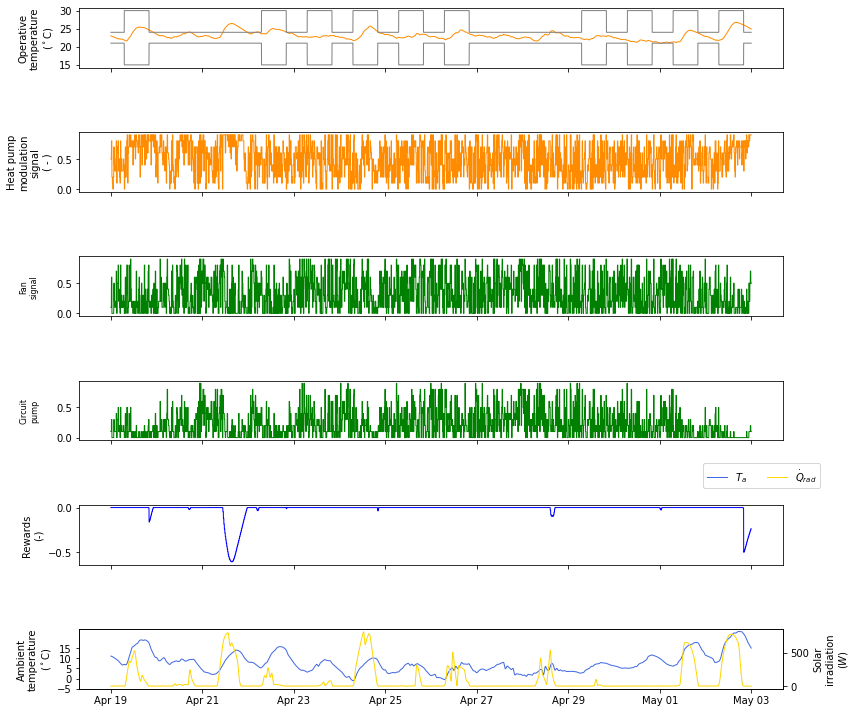 Operative
temperature
(°C)
30
25
20
15
Heat pump
modulation
signal
( - )
0.5
0.0
Fan
signal
0.5
0.0
Circuit
pump
0.5
0.0
T_a Q̇_rad
Rewards
(-)
0.0
−0.5
Ambient
temperature
(°C)
15
10
5
0
−5
500
0
Solar
irradiation
(W)
Apr 19 Apr 21 Apr 23 Apr 25 Apr 27 Apr 29 May 01 May 03